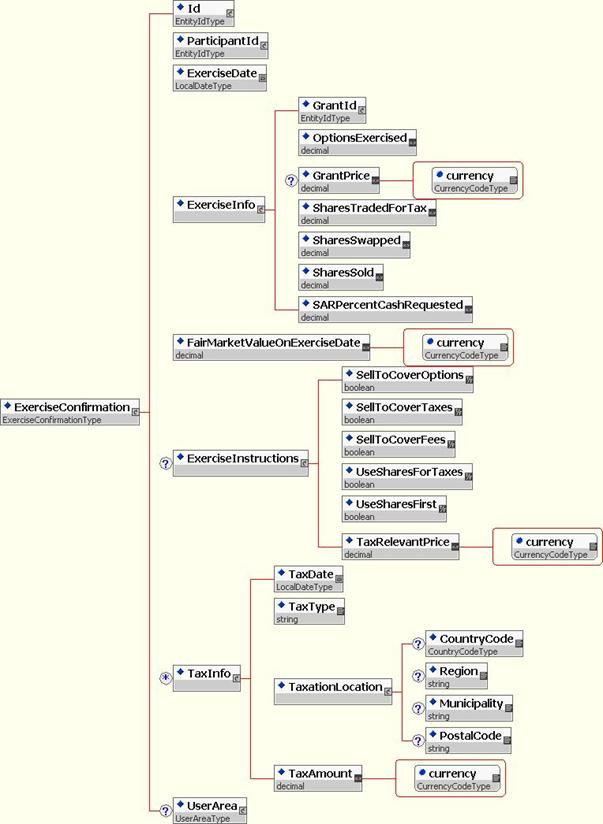 Id
EntityIdType
ParticipantId
EntityIdType
ExerciseDate
LocalDateType
GrantId
EntityIdType
OptionsExercised
decimal
? GrantPrice
decimal
currency
CurrencyCodeType
ExerciseInfo
SharesTradedForTax
decimal
SharesSwapped
decimal
SharesSold
decimal
SARPercentCashRequested
decimal
FairMarketValueOnExerciseDate
decimal
currency
CurrencyCodeType
ExerciseConfirmation
ExerciseConfirmationType
SellToCoverOptions
boolean
SellToCoverTaxes
boolean
SellToCoverFees
boolean
? ExerciseInstructions
UseSharesForTaxes
boolean
UseSharesFirst
boolean
TaxRelevantPrice
decimal
currency
CurrencyCodeType
TaxDate
LocalDateType
TaxType
string
* TaxInfo
TaxationLocation
? CountryCode
CountryCodeType
? Region
string
? Municipality
string
? PostalCode
string
TaxAmount
decimal
currency
CurrencyCodeType
? UserArea
UserAreaType